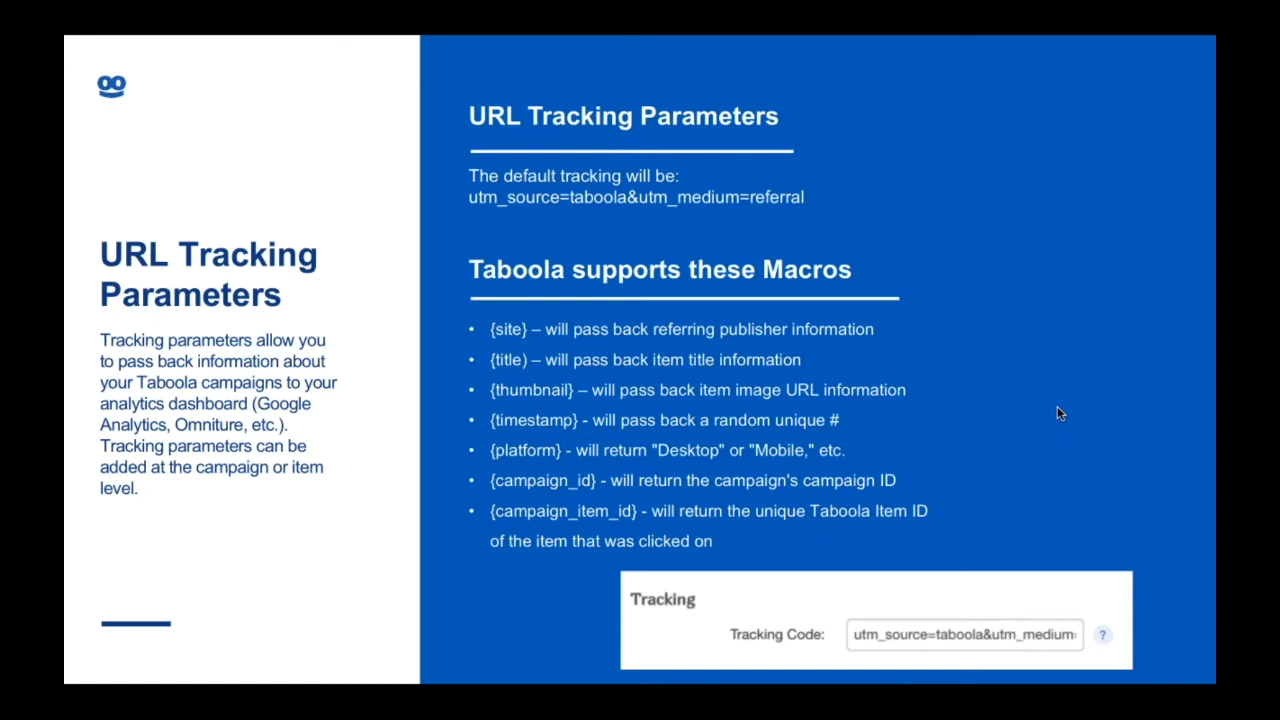 URL Tracking
Parameters
Tracking parameters allow you
to pass back information about
your Taboola campaigns to your
analytics dashboard (Google
Analytics, Omniture, etc.).
Tracking parameters can be
added at the campaign or item
level.
URL Tracking Parameters
The default tracking will be:
utm_source=taboola&utm_medium=referral
Taboola supports these Macros
• {site} – will pass back referring publisher information
• {title) – will pass back item title information
• {thumbnail} – will pass back item image URL information
• {timestamp} - will pass back a random unique #
• {platform} - will return "Desktop" or "Mobile," etc.
• {campaign_id} - will return the campaign's campaign ID
• {campaign_item_id} - will return the unique Taboola Item ID
of the item that was clicked on
Tracking
Tracking Code: utm_source=taboola&utm_medium= ?